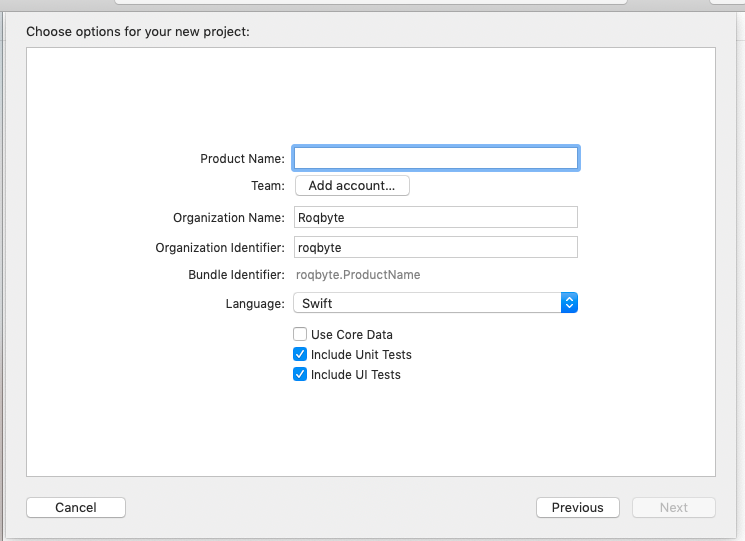 Choose options for your new project:
Product Name:
Team: Add account...
Organization Name: Roqbyte
Organization Identifier: roqbyte
Bundle Identifier: roqbyte.ProductName
Language: Swift
Use Core Data
Include Unit Tests
Include UI Tests
Cancel Previous Next